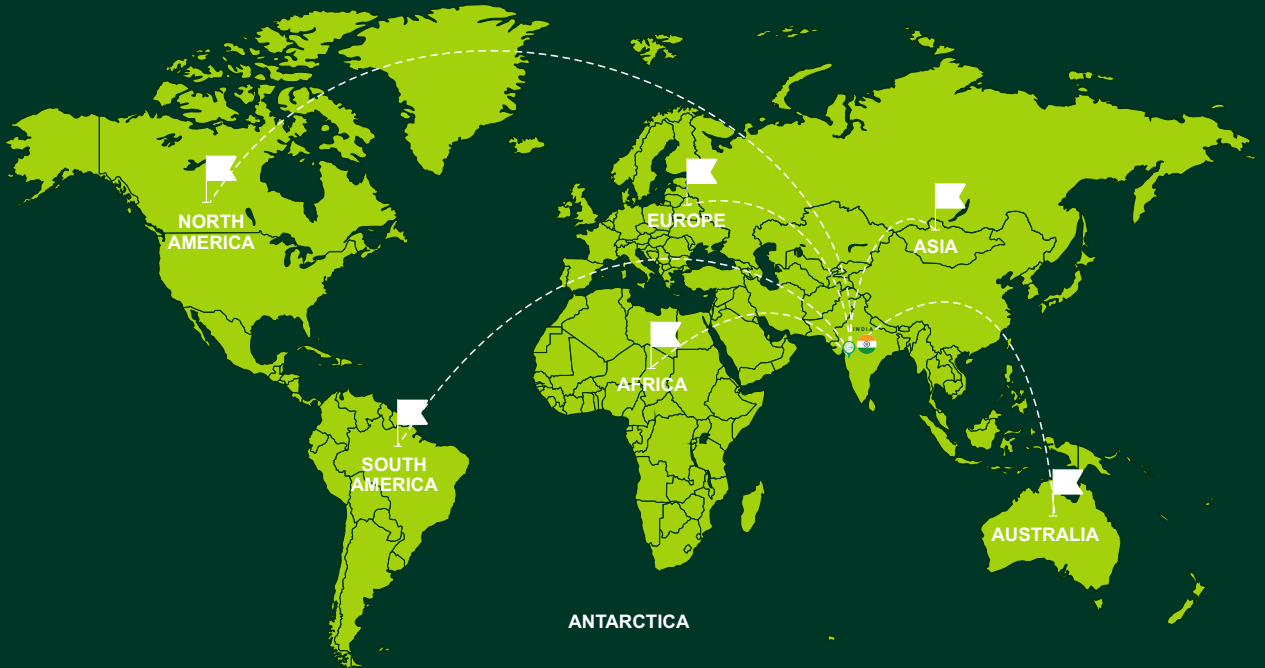 NORTH
AMERICA
EUROPE
ASIA
INDIA
AFRICA
SOUTH
AMERICA
AUSTRALIA
ANTARCTICA